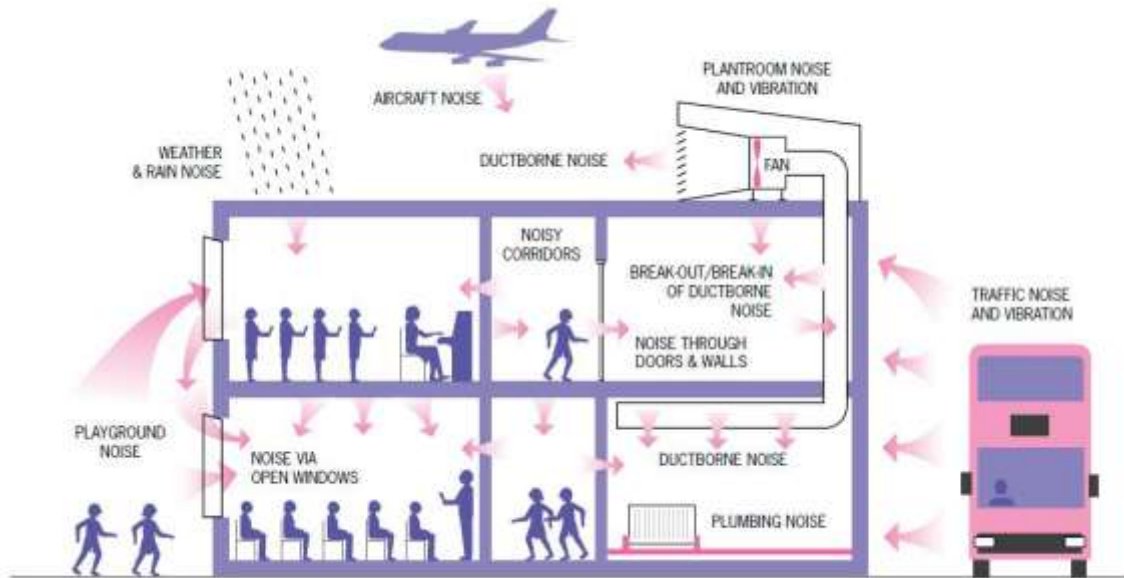 PLANTROOM NOISE
AND VIBRATION
AIRCRAFT NOISE
WEATHER
& RAIN NOISE
DUCTBORNE NOISE
FAN
NOISY
CORRIDORS
BREAK-OUT/BREAK-IN
OF DUCTBORNE
NOISE
TRAFFIC NOISE
AND VIBRATION
NOISE THROUGH
DOORS & WALLS
PLAYGROUND
NOISE
NOISE VIA
OPEN WINDOWS
DUCTBORNE NOISE
PLUMBING NOISE